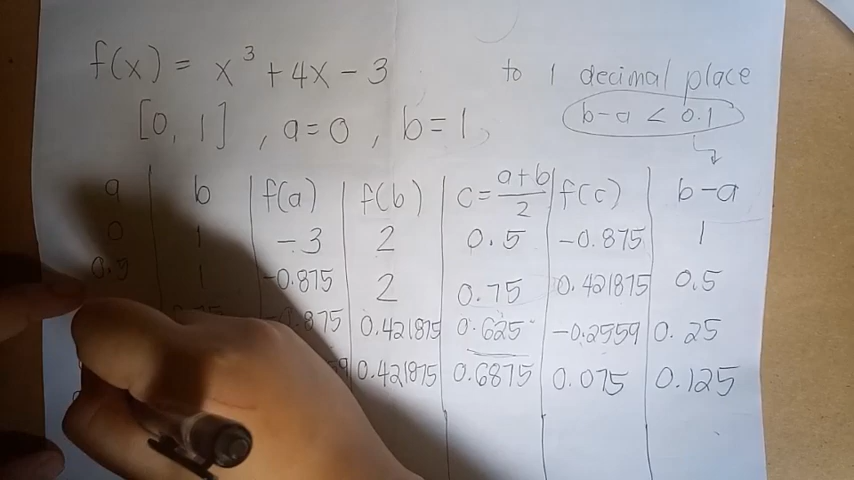 f(x) = x³ + 4x - 3 to 1 decimal place
[0, 1] , a=0 , b=1, b-a < 0.1
a b f(a) f(b) c = a+b/2 f(c) b-a
0 1 -3 2 0.5 -0.875 1
0.5 1 -0.875 2 0.75 0.421875 0.5
0.421875 0.625 -0.2559 0.25
0.421875 0.6875 0.075 0.125